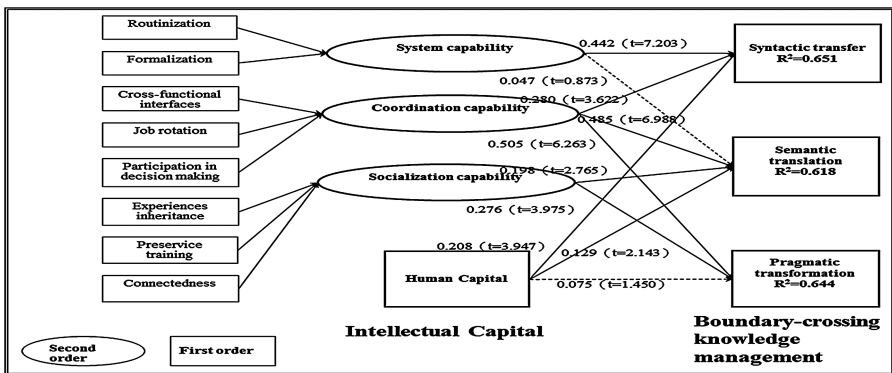 Routinization
Formalization
Cross-functional
interfaces
Job rotation
Participation in
decision making
Experiences
inheritance
Preservice
training
Connectedness
System capability
Coordination capability
Socialization capability
Human Capital
0.442 (t=7.203)
0.047 (t=0.873)
0.280 (t=3.622)
0.485 (t=6.988)
0.505 (t=6.263)
0.198 (t=2.765)
0.276 (t=3.975)
0.208 (t=3.947)
0.129 (t=2.143)
0.075 (t=1.450)
Syntactic transfer
R²=0.651
Semantic
translation
R²=0.618
Pragmatic
transformation
R²=0.644
Intellectual Capital
Boundary-crossing
knowledge
management
Second
order
First order